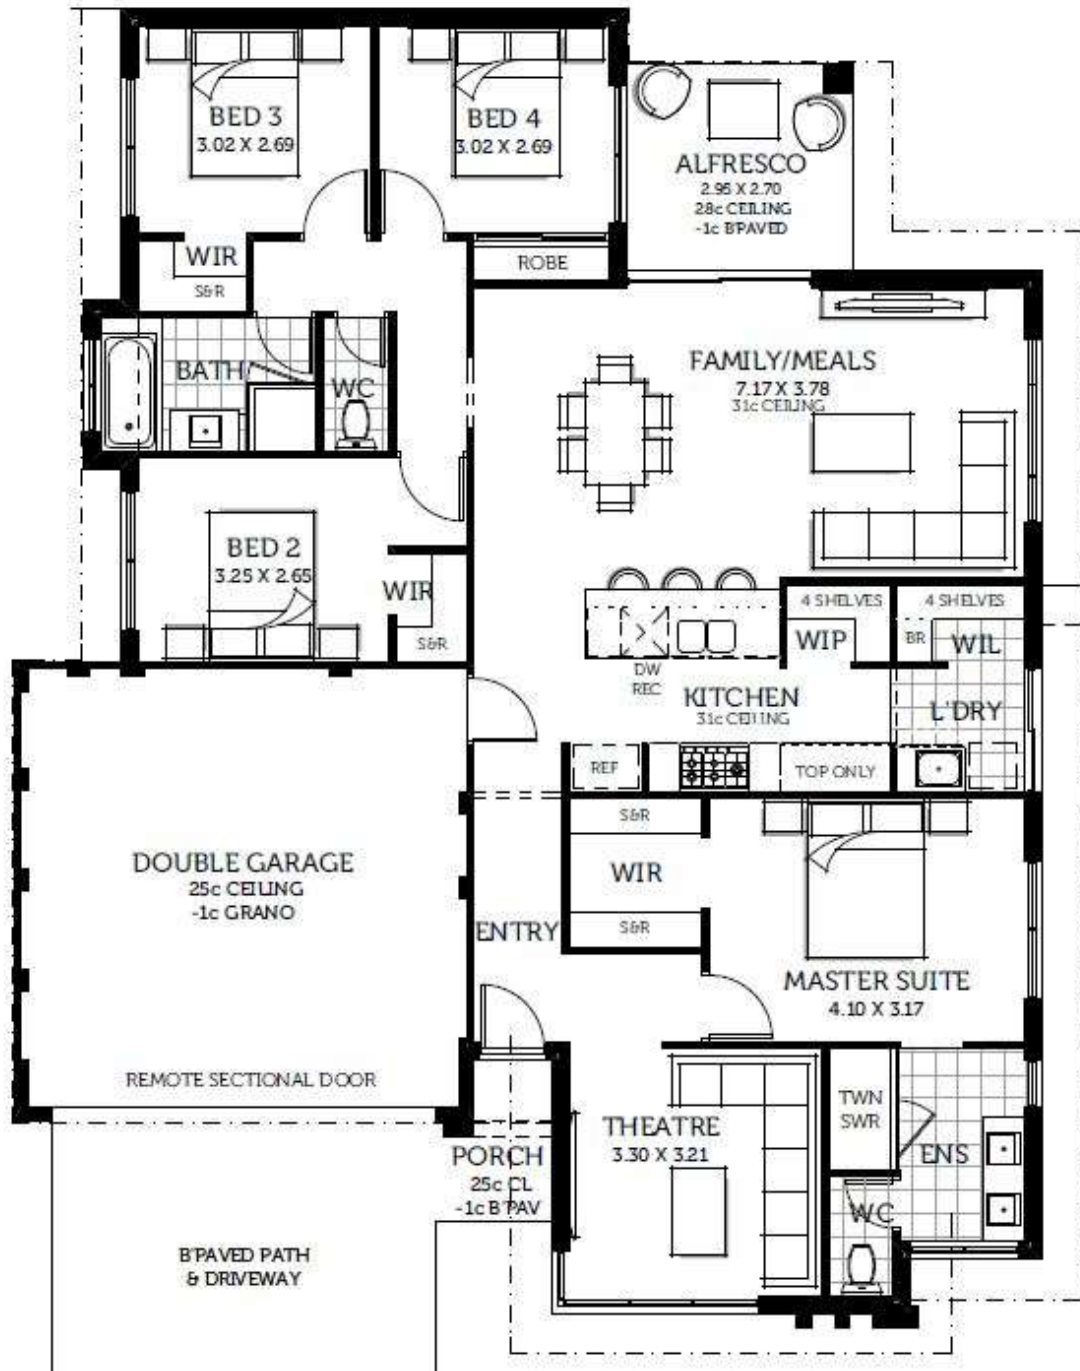 BED 3
3.02 X 2.69
BED 4
3.02 X 2.69
ALFRESCO
2.95 X 2.70
28c CEILING
-1c B'PAVED
WIR
S&R
ROBE
BATH
WC
FAMILY/MEALS
7.17 X 3.78
31c CEILING
BED 2
3.25 X 2.65
WIR
S&R
4 SHELVES
4 SHELVES
WIP
BR
WIL
DW
REC
KITCHEN
31c CEILING
L'DRY
REF
TOP ONLY
DOUBLE GARAGE
25c CEILING
-1c GRANO
S&R
WIR
S&R
ENTRY
MASTER SUITE
4.10 X 3.17
REMOTE SECTIONAL DOOR
TWN
SWR
THEATRE
3.30 X 3.21
ENS
PORCH
25c CL
-1c B'PAV
WC
B'PAVED PATH
& DRIVEWAY